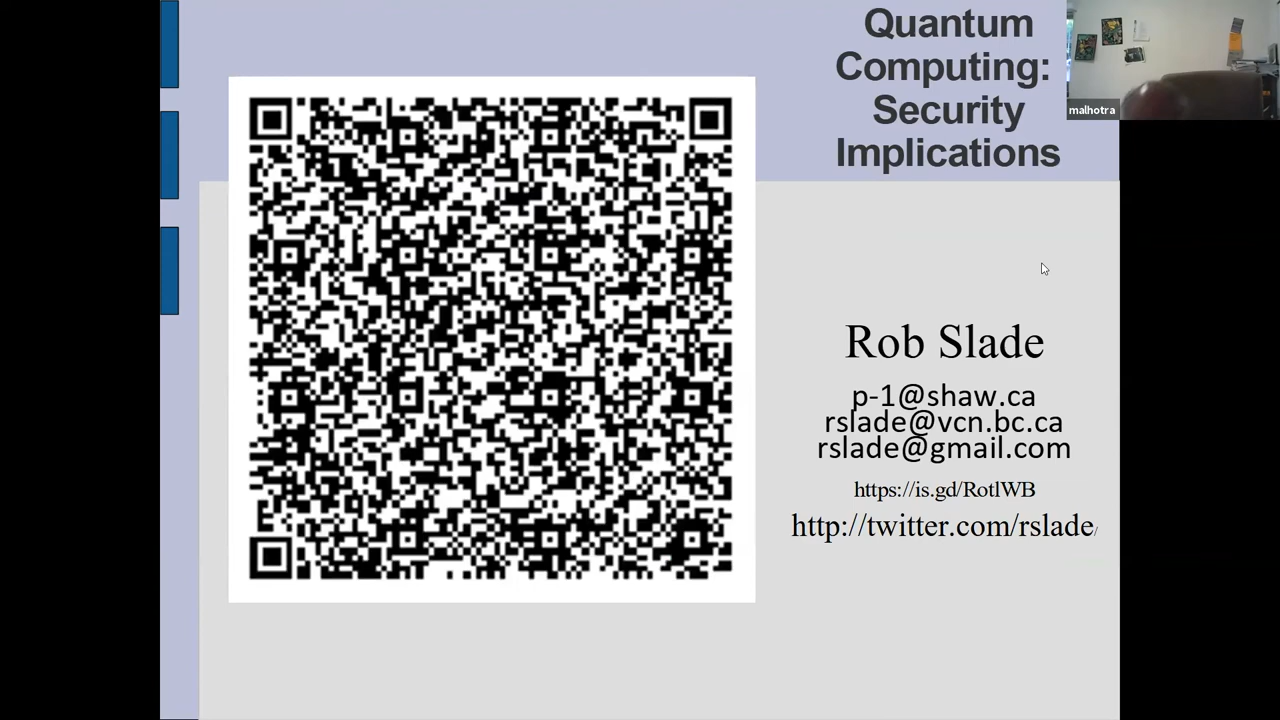 Quantum
Computing:
Security
Implications
malhotra
Rob Slade
p-1@shaw.ca
rslade@vcn.bc.ca
rslade@gmail.com
https://is.gd/RotlWB
http://twitter.com/rslade/